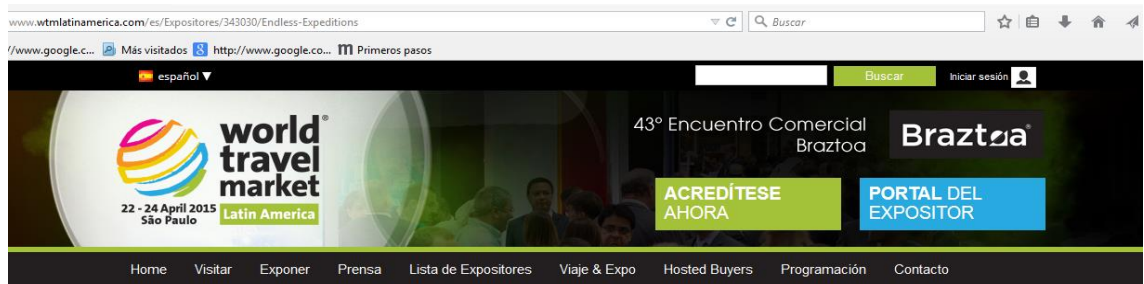 www.wtmlatinamerica.com/es/Expositores/343030/Endless-Expeditions
Buscar
//www.google.c... Más visitados http://www.google.co... Primeros pasos
español ▼
Buscar
Iniciar sesión
world
travel
market
22 - 24 April 2015
São Paulo
Latin America
43º Encuentro Comercial
Braztoa
Braztoa
ACREDÍTESE
AHORA
PORTAL DEL
EXPOSITOR
Home Visitar Exponer Prensa Lista de Expositores Viaje & Expo Hosted Buyers Programación Contacto